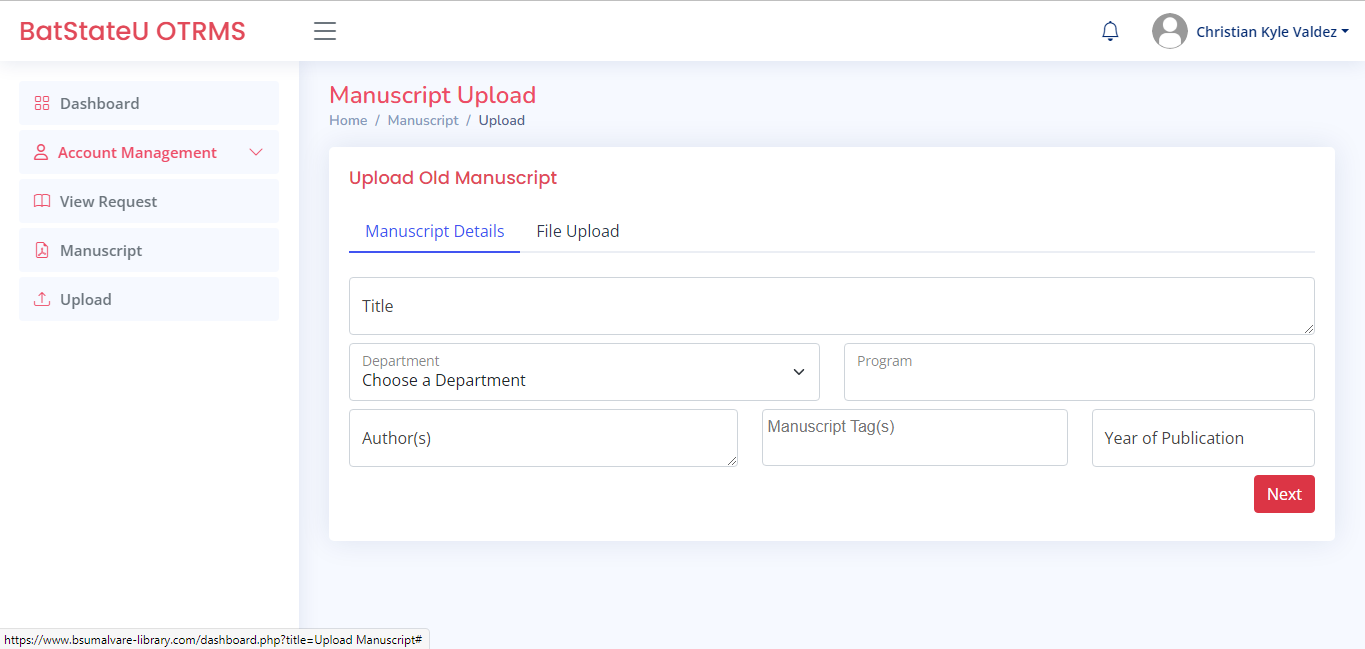 BatStateU OTRMS
Christian Kyle Valdez
Dashboard
Account Management
View Request
Manuscript
Upload
Manuscript Upload
Home / Manuscript / Upload
Upload Old Manuscript
Manuscript Details File Upload
Title
Department
Choose a Department
Program
Author(s)
Manuscript Tag(s)
Year of Publication
Next
https://www.bsumalvare-library.com/dashboard.php?title=Upload Manuscript#